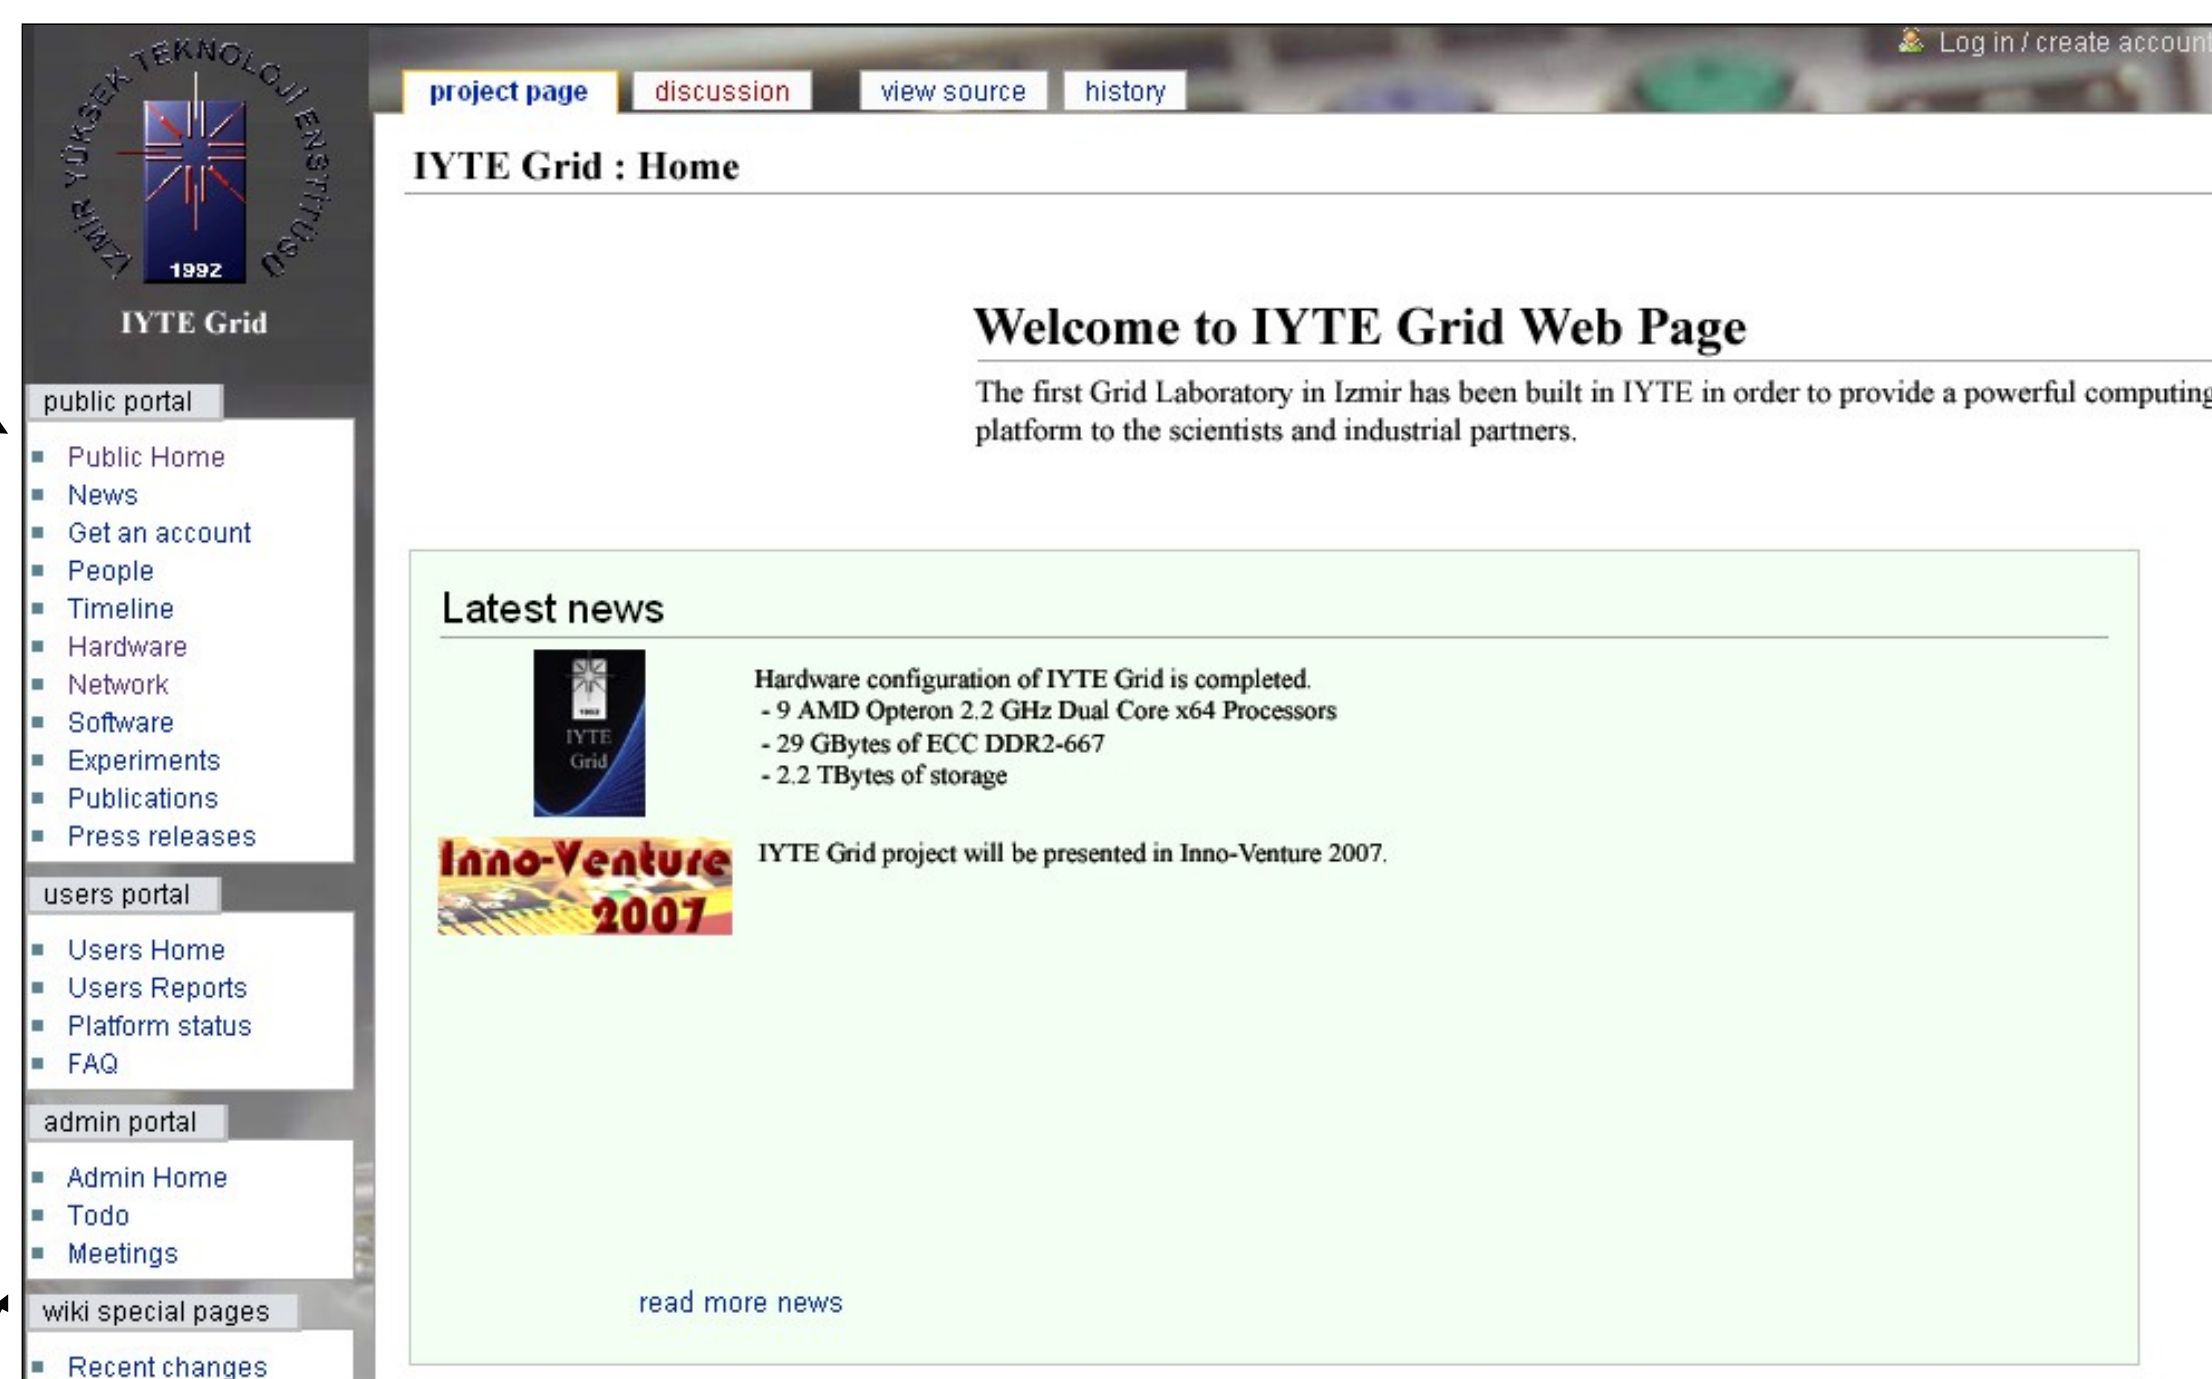 İZMİR YÜKSEK TEKNOLOJİ ENSTİTÜSÜ
1992
IYTE Grid
Log in / create account
project page
discussion
view source
history
IYTE Grid : Home
Welcome to IYTE Grid Web Page
The first Grid Laboratory in Izmir has been built in IYTE in order to provide a powerful computing
platform to the scientists and industrial partners.
public portal
Public Home
News
Get an account
People
Timeline
Hardware
Network
Software
Experiments
Publications
Press releases
users portal
Users Home
Users Reports
Platform status
FAQ
admin portal
Admin Home
Todo
Meetings
wiki special pages
Recent changes
Latest news
1992
IYTE
Grid
Hardware configuration of IYTE Grid is completed.
- 9 AMD Opteron 2.2 GHz Dual Core x64 Processors
- 29 GBytes of ECC DDR2-667
- 2.2 TBytes of storage
Inno-Venture
2007
IYTE Grid project will be presented in Inno-Venture 2007.
read more news